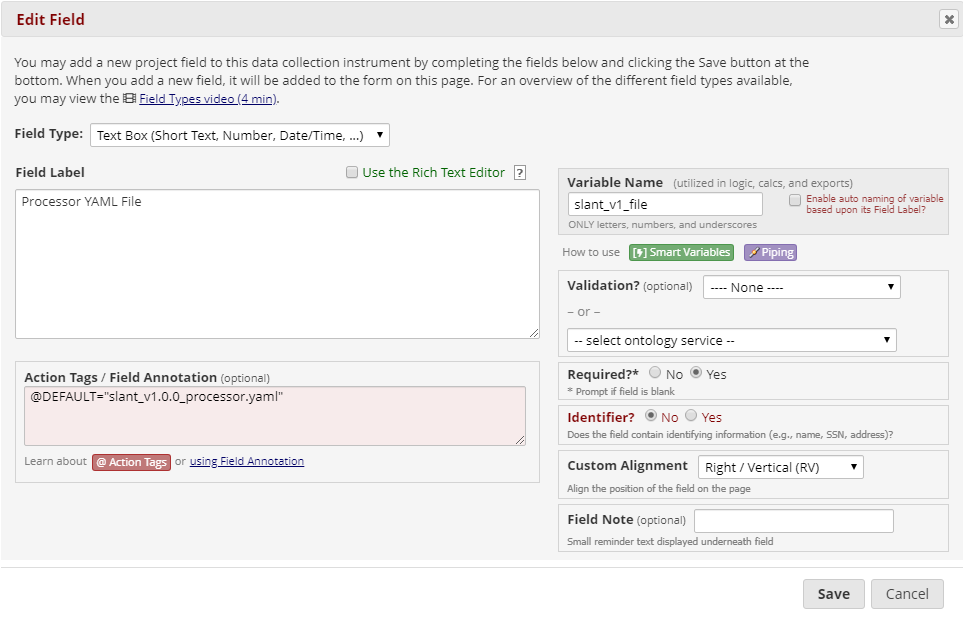 Edit Field
You may add a new project field to this data collection instrument by completing the fields below and clicking the Save button at the
bottom. When you add a new field, it will be added to the form on this page. For an overview of the different field types available,
you may view the Field Types video (4 min).
Field Type: Text Box (Short Text, Number, Date/Time, ...)
Field Label Use the Rich Text Editor ?
Processor YAML File
Action Tags / Field Annotation (optional)
@DEFAULT="slant_v1.0.0_processor.yaml"
Learn about @ Action Tags or using Field Annotation
Variable Name (utilized in logic, calcs, and exports)
slant_v1_file
Enable auto naming of variable
based upon its Field Label?
ONLY letters, numbers, and underscores
How to use [⚡] Smart Variables Piping
Validation? (optional) ---- None ----
– or –
-- select ontology service --
Required?* No Yes
* Prompt if field is blank
Identifier? No Yes
Does the field contain identifying information (e.g., name, SSN, address)?
Custom Alignment Right / Vertical (RV)
Align the position of the field on the page
Field Note (optional)
Small reminder text displayed underneath field
Save Cancel